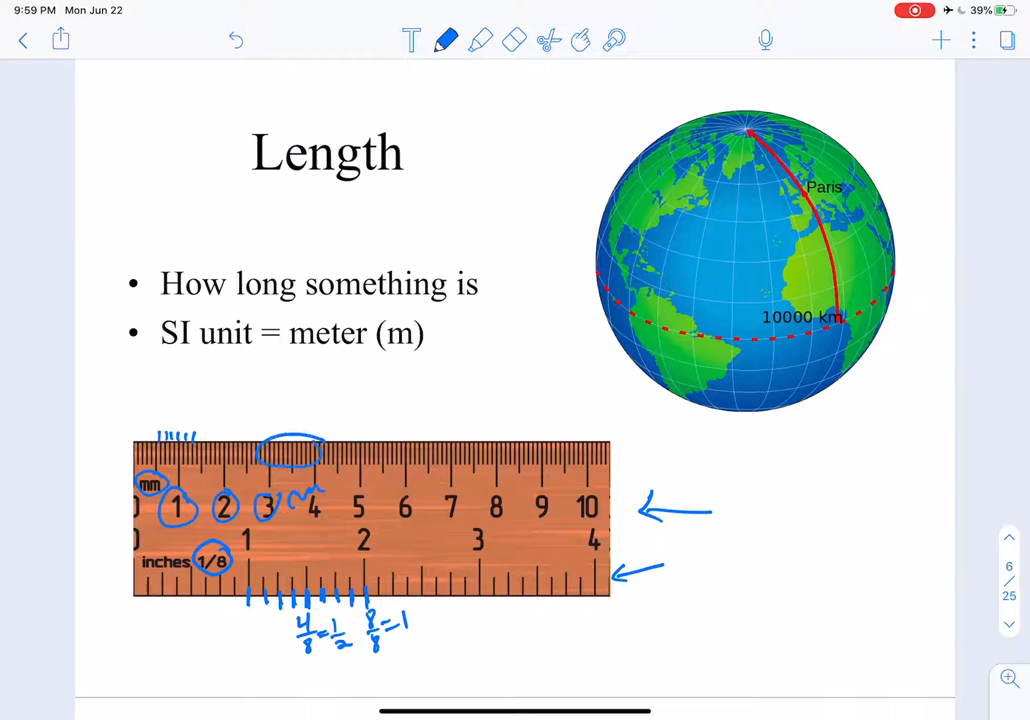 9:59 PM Mon Jun 22
39%
T
Length
• How long something is
• SI unit = meter (m)
Paris
10000 km
mm
0 1 2 3 cm 4 5 6 7 8 9 10
0 1 2 3 4
inches 1/8
4/8 = 1/2 8/8 = 1
6
/
25